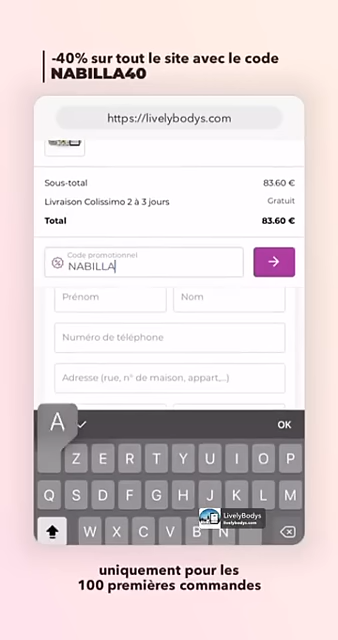 -40% sur tout le site avec le code
NABILLA40
https://livelybodys.com
Sous-total 83.60 €
Livraison Colissimo 2 à 3 jours Gratuit
Total 83.60 €
Code promotionnel
NABILLA
Prénom Nom
Numéro de téléphone
Adresse (rue, n° de maison, appart,...)
A OK
Z E R T Y U I O P
Q S D F G H J K L M
W X C V B N
LivelyBodys
livelybodys.com
uniquement pour les
100 premières commandes